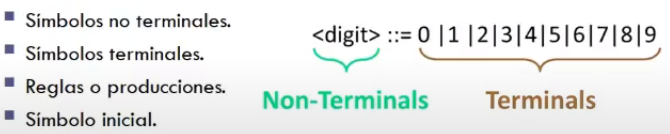 Símbolos no terminales.
Símbolos terminales.
Reglas o producciones.
Símbolo inicial.
<digit> ::= 0 |1 |2|3|4|5|6|7|8|9
Non-Terminals
Terminals